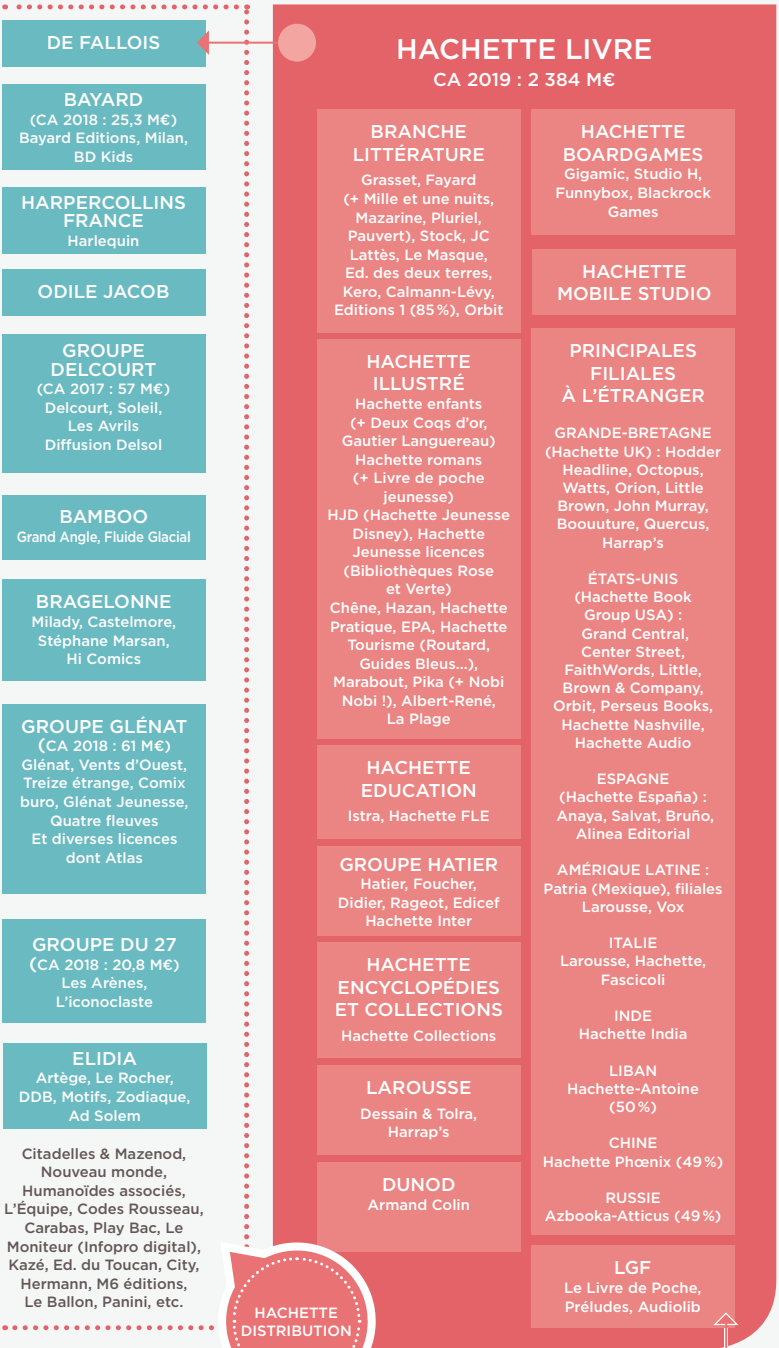 DE FALLOIS
BAYARD
(CA 2018 : 25,3 M€)
Bayard Editions, Milan,
BD Kids
HARPERCOLLINS
FRANCE
Harlequin
ODILE JACOB
GROUPE
DELCOURT
(CA 2017 : 57 M€)
Delcourt, Soleil,
Les Avrils
Diffusion Delsol
BAMBOO
Grand Angle, Fluide Glacial
BRAGELONNE
Milady, Castelmore,
Stéphane Marsan,
Hi Comics
GROUPE GLÉNAT
(CA 2018 : 61 M€)
Glénat, Vents d’Ouest,
Treize étrange, Comix
buro, Glénat Jeunesse,
Quatre fleuves
Et diverses licences
dont Atlas
GROUPE DU 27
(CA 2018 : 20,8 M€)
Les Arènes,
L’iconoclaste
ELIDIA
Artège, Le Rocher,
DDB, Motifs, Zodiaque,
Ad Solem
Citadelles & Mazenod,
Nouveau monde,
Humanoïdes associés,
L’Équipe, Codes Rousseau,
Carabas, Play Bac, Le
Moniteur (Infopro digital),
Kazé, Ed. du Toucan, City,
Hermann, M6 éditions,
Le Ballon, Panini, etc.
HACHETTE LIVRE
CA 2019 : 2 384 M€
BRANCHE
LITTÉRATURE
Grasset, Fayard
(+ Mille et une nuits,
Mazarine, Pluriel,
Pauvert), Stock, JC
Lattès, Le Masque,
Ed. des deux terres,
Kero, Calmann-Lévy,
Editions 1 (85 %), Orbit
HACHETTE
ILLUSTRÉ
Hachette enfants
(+ Deux Coqs d’or,
Gautier Languereau)
Hachette romans
(+ Livre de poche
jeunesse)
HJD (Hachette Jeunesse
Disney), Hachette
Jeunesse licences
(Bibliothèques Rose
et Verte)
Chêne, Hazan, Hachette
Pratique, EPA, Hachette
Tourisme (Routard,
Guides Bleus...),
Marabout, Pika (+ Nobi
Nobi !), Albert-René,
La Plage
HACHETTE
EDUCATION
Istra, Hachette FLE
GROUPE HATIER
Hatier, Foucher,
Didier, Rageot, Edicef
Hachette Inter
HACHETTE
ENCYCLOPÉDIES
ET COLLECTIONS
Hachette Collections
LAROUSSE
Dessain & Tolra,
Harrap’s
DUNOD
Armand Colin
HACHETTE
BOARDGAMES
Gigamic, Studio H,
Funnybox, Blackrock
Games
HACHETTE
MOBILE STUDIO
PRINCIPALES
FILIALES
À L’ÉTRANGER
GRANDE-BRETAGNE
(Hachette UK) : Hodder
Headline, Octopus,
Watts, Orion, Little
Brown, John Murray,
Boouuture, Quercus,
Harrap’s
ÉTATS-UNIS
(Hachette Book
Group USA) :
Grand Central,
Center Street,
FaithWords, Little,
Brown & Company,
Orbit, Perseus Books,
Hachette Nashville,
Hachette Audio
ESPAGNE
(Hachette España) :
Anaya, Salvat, Bruño,
Alinea Editorial
AMÉRIQUE LATINE :
Patria (Mexique), filiales
Larousse, Vox
ITALIE
Larousse, Hachette,
Fascicoli
INDE
Hachette India
LIBAN
Hachette-Antoine
(50 %)
CHINE
Hachette Phœnix (49 %)
RUSSIE
Azbooka-Atticus (49 %)
LGF
Le Livre de Poche,
Préludes, Audiolib
HACHETTE
DISTRIBUTION